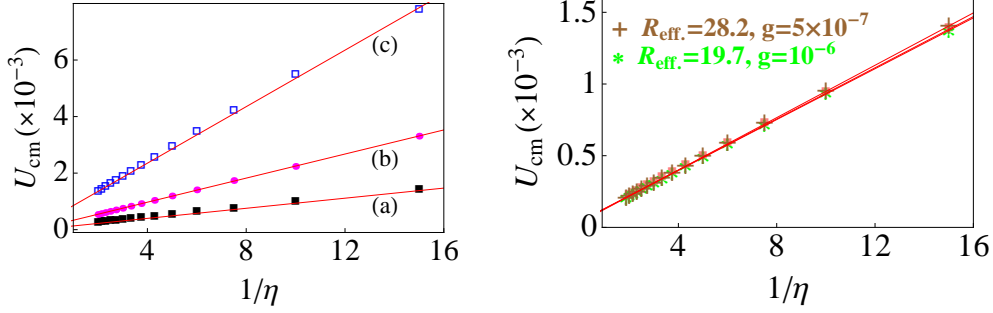 U_cm (×10⁻³)
8
6
4
2
0
(c)
(b)
(a)
4
8
12
16
1/η
U_cm (×10⁻³)
1.5
1
0.5
0
+ R_eff.=28.2, g=5×10⁻⁷
* R_eff.=19.7, g=10⁻⁶
4
8
12
16
1/η